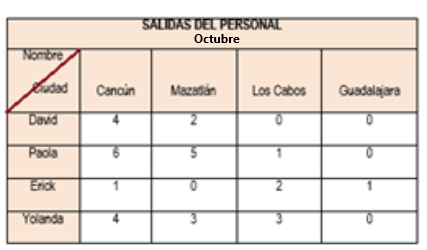 SALIDAS DEL PERSONAL
Octubre
Nombre
Ciudad
Cancún Mazatlán Los Cabos Guadalajara
David 4 2 0 0
Paola 6 5 1 0
Erick 1 0 2 1
Yolanda 4 3 3 0